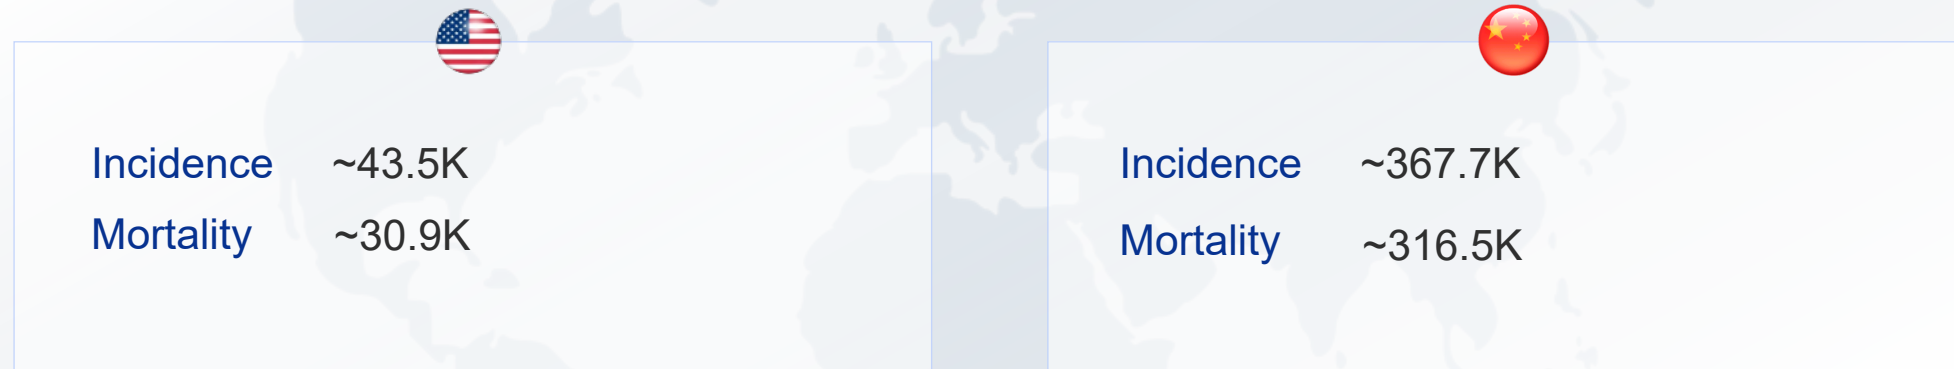 Incidence ~43.5K
Mortality ~30.9K
Incidence ~367.7K
Mortality ~316.5K